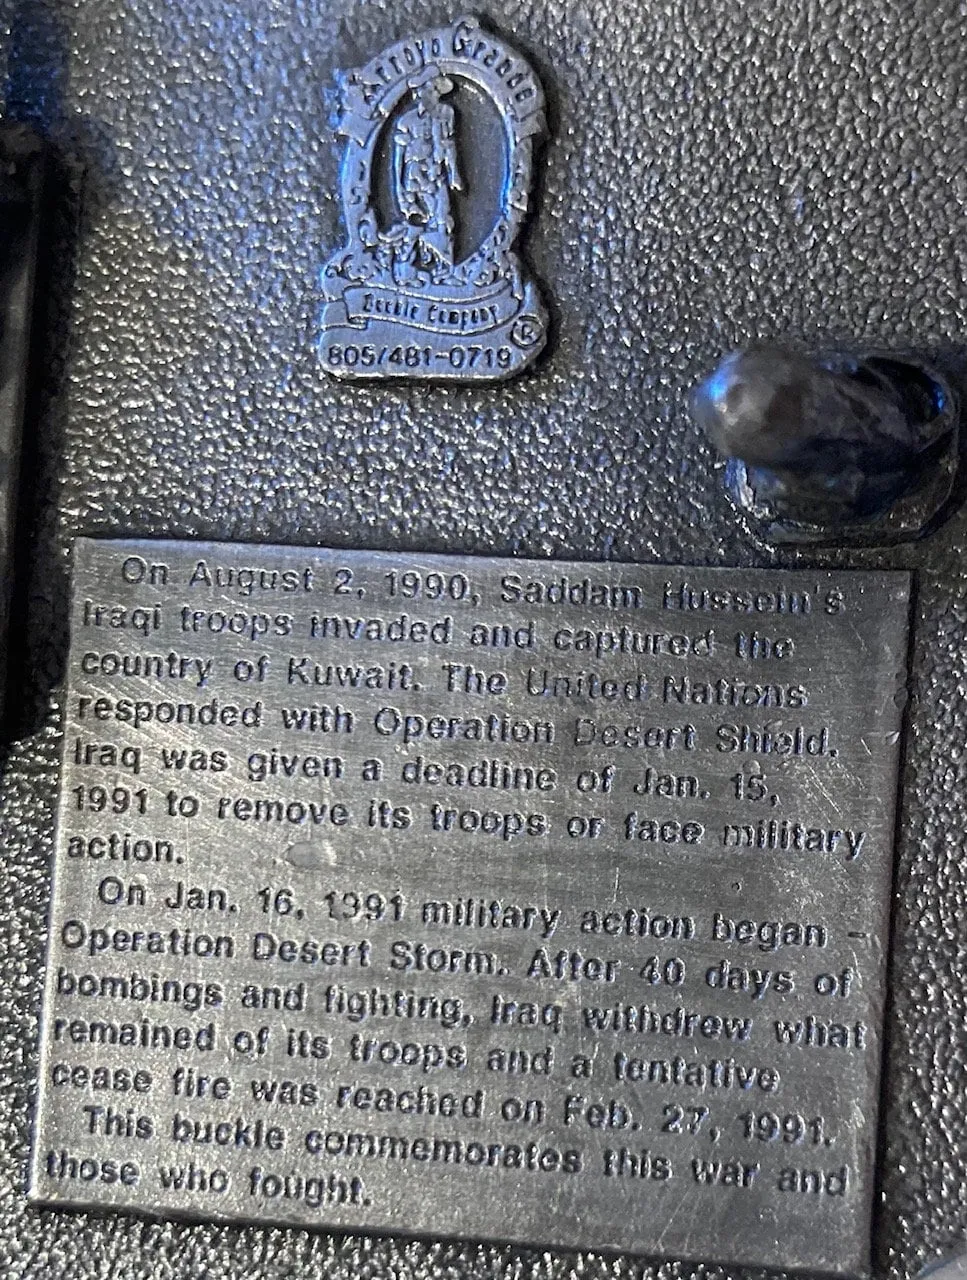 Arroyo Grande
Buckle Company
R
805/481-0719
On August 2, 1990, Saddam Hussein's
Iraqi troops invaded and captured the
country of Kuwait. The United Nations
responded with Operation Desert Shield.
Iraq was given a deadline of Jan. 15,
1991 to remove its troops or face military
action.
On Jan. 16, 1991 military action began –
Operation Desert Storm. After 40 days of
bombings and fighting, Iraq withdrew what
remained of its troops and a tentative
cease fire was reached on Feb. 27, 1991.
This buckle commemorates this war and
those who fought.